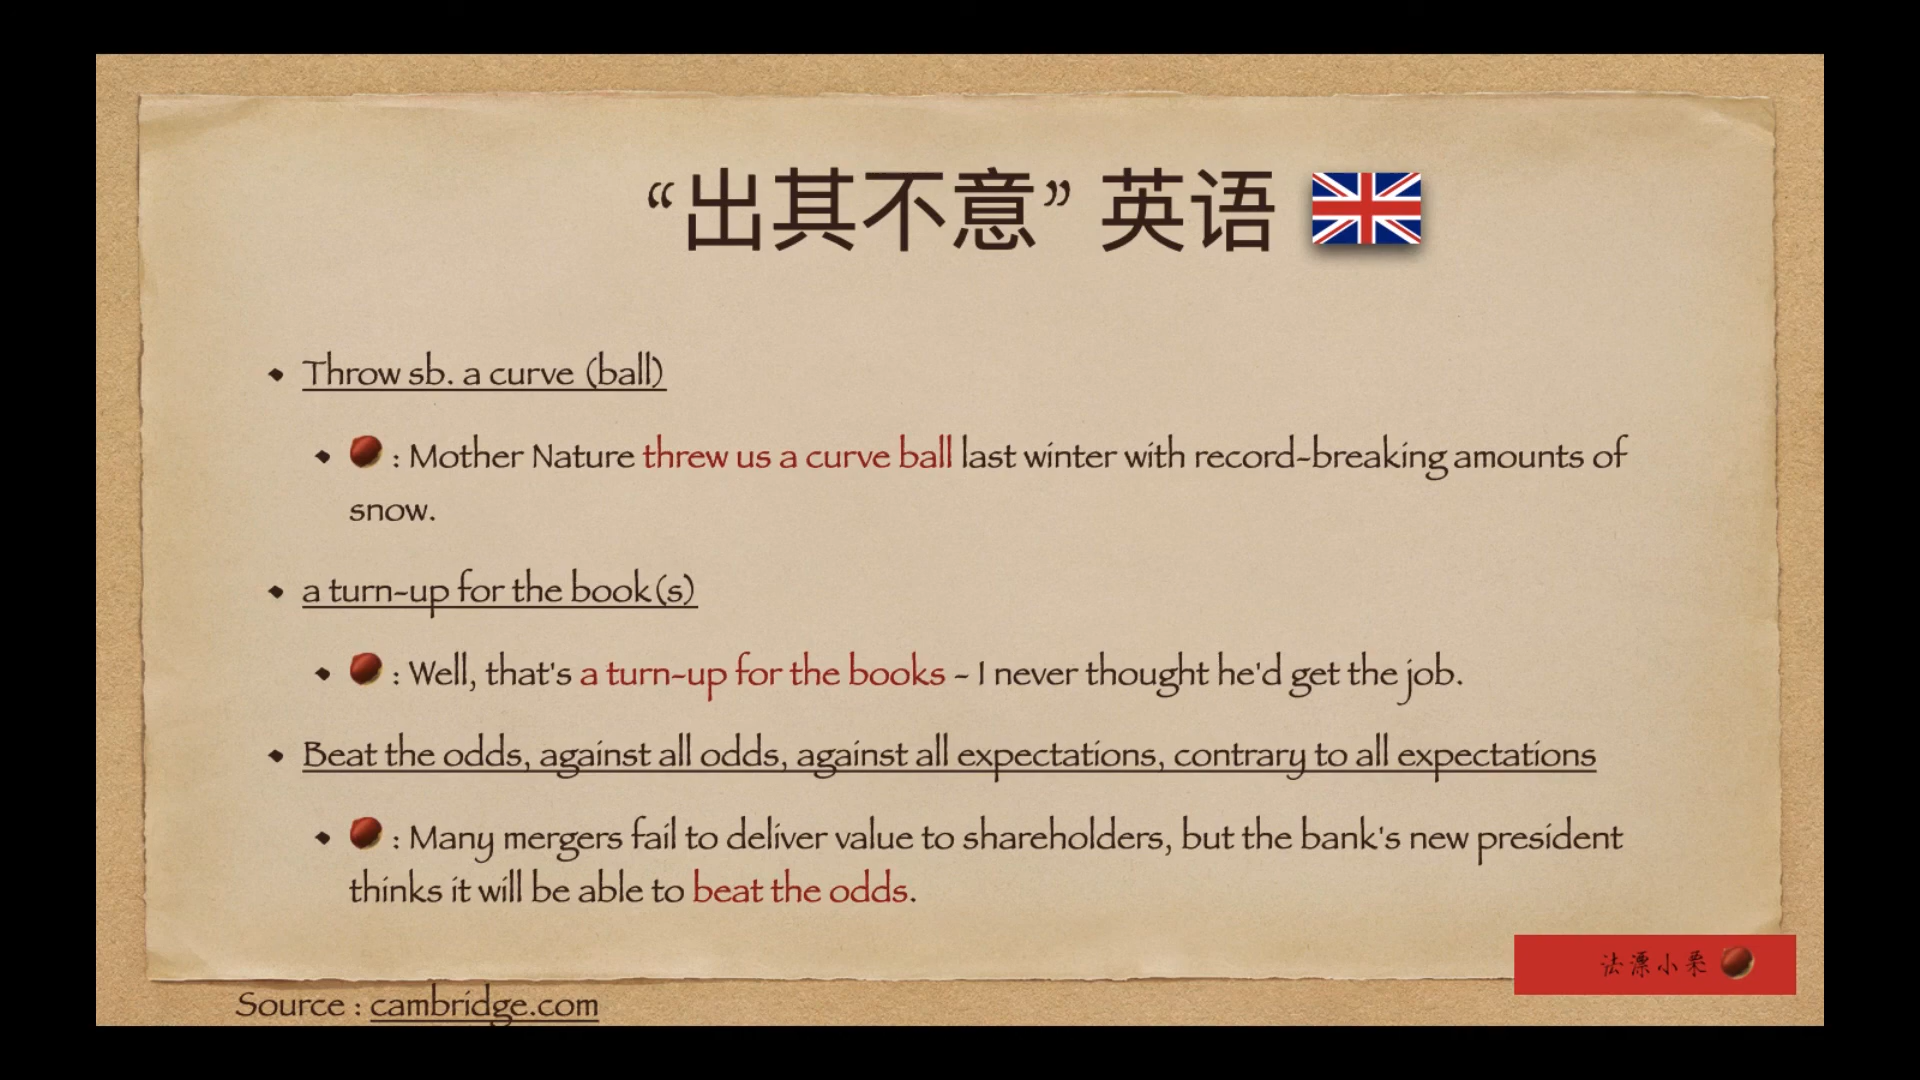 “出其不意” 英语
Throw sb. a curve (ball)
: Mother Nature threw us a curve ball last winter with record-breaking amounts of
snow.
a turn-up for the book(s)
: Well, that's a turn-up for the books - I never thought he'd get the job.
Beat the odds, against all odds, against all expectations, contrary to all expectations
: Many mergers fail to deliver value to shareholders, but the bank's new president
thinks it will be able to beat the odds.
法漂小栗
Source : cambridge.com